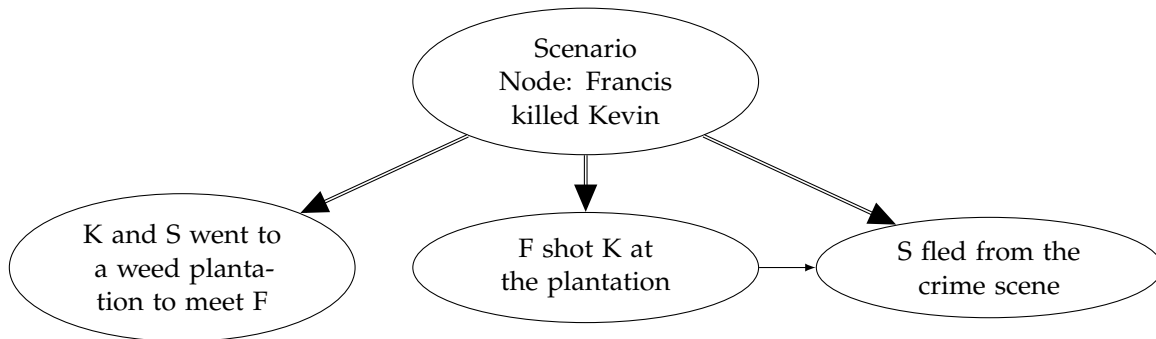 Scenario
Node: Francis
killed Kevin
K and S went to
a weed planta-
tion to meet F
F shot K at
the plantation
S fled from the
crime scene